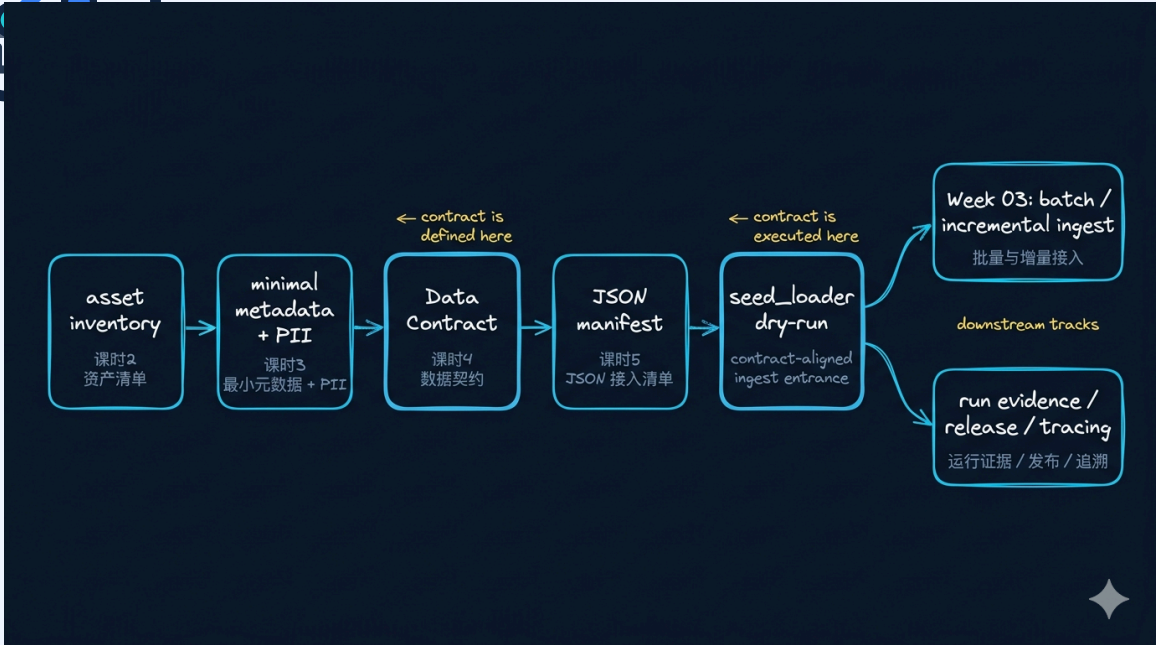 asset
inventory
课时2
资产清单
minimal
metadata
+ PII
课时3
最小元数据 + PII
← contract is
defined here
Data
Contract
课时4
数据契约
JSON
manifest
课时5
JSON 接入清单
← contract is
executed here
seed_loader
dry-run
contract-aligned
ingest entrance
Week 03: batch /
incremental ingest
批量与增量接入
downstream tracks
run evidence /
release / tracing
运行证据 / 发布 / 追溯